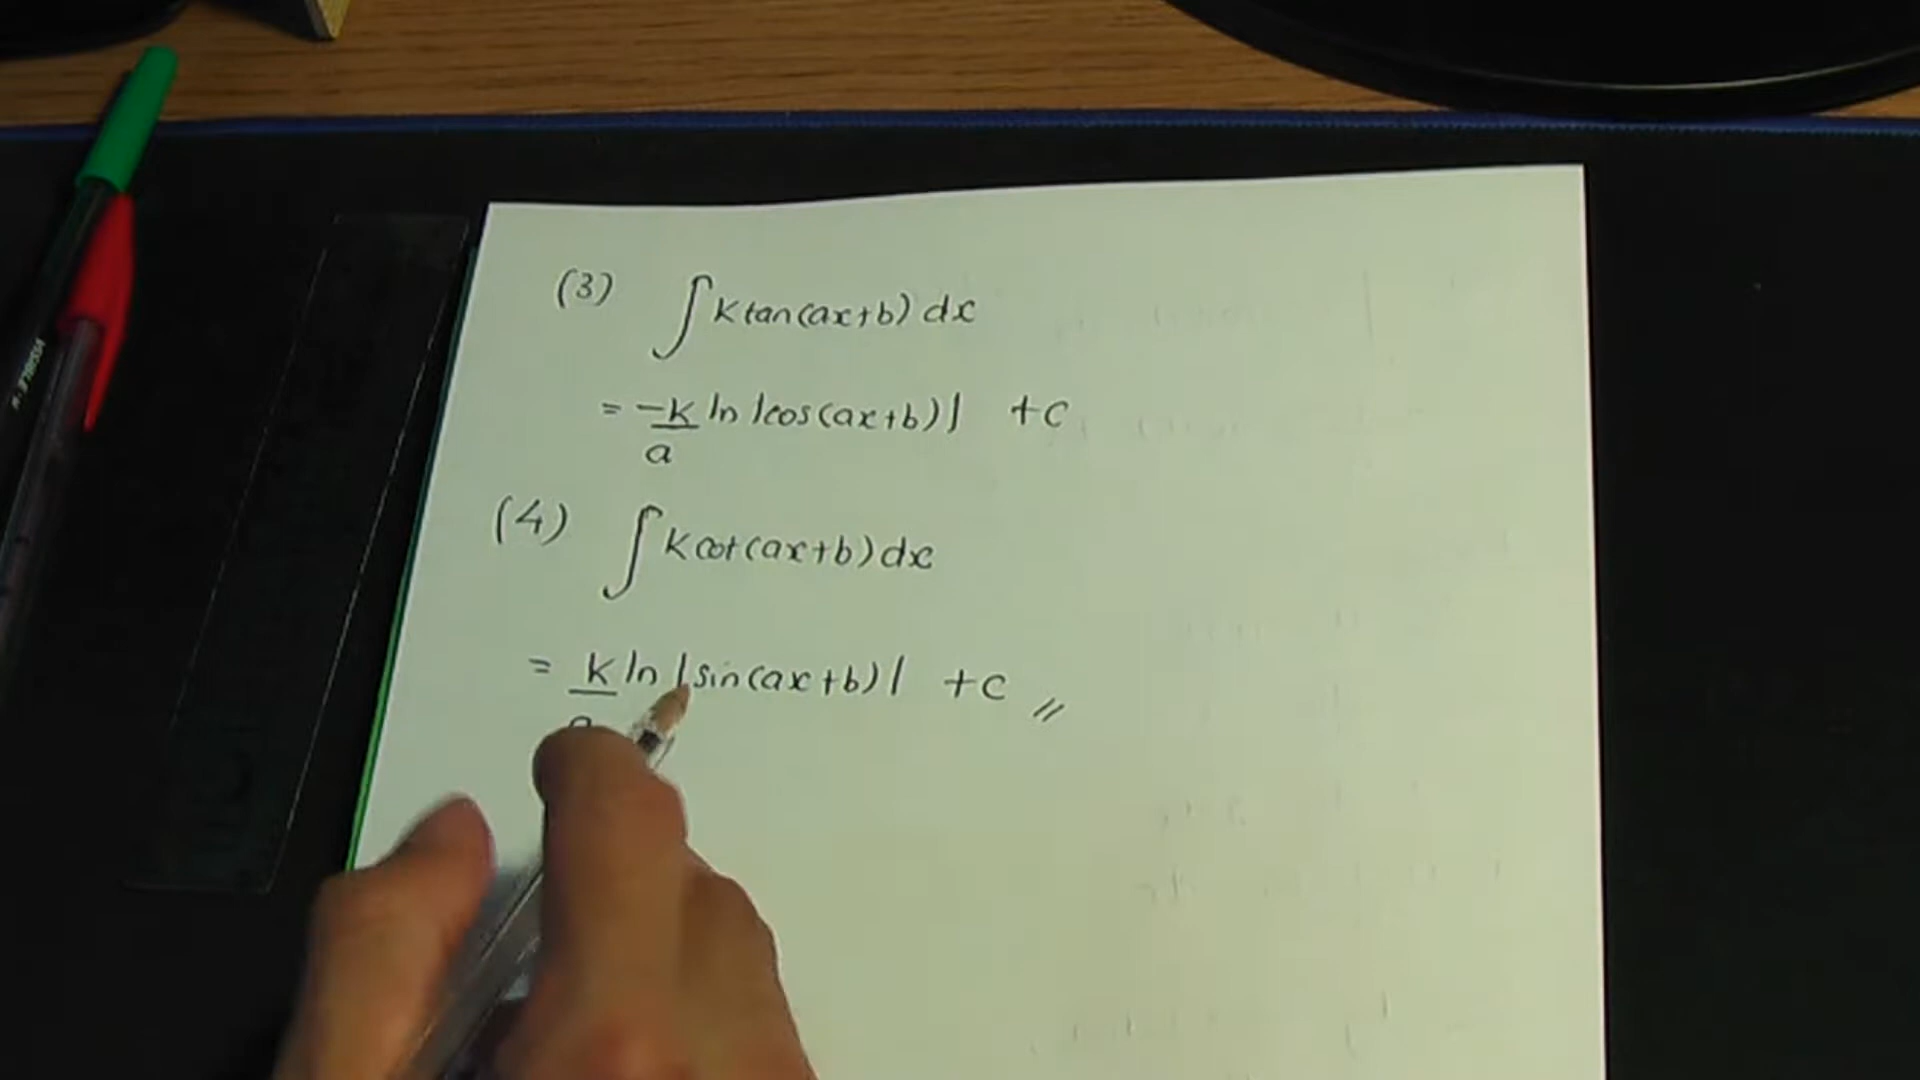 (3) ∫ k tan(ax+b) dx
= -k/a ln |cos(ax+b)| + c
(4) ∫ k cot(ax+b) dx
= k/a ln |sin(ax+b)| + c //